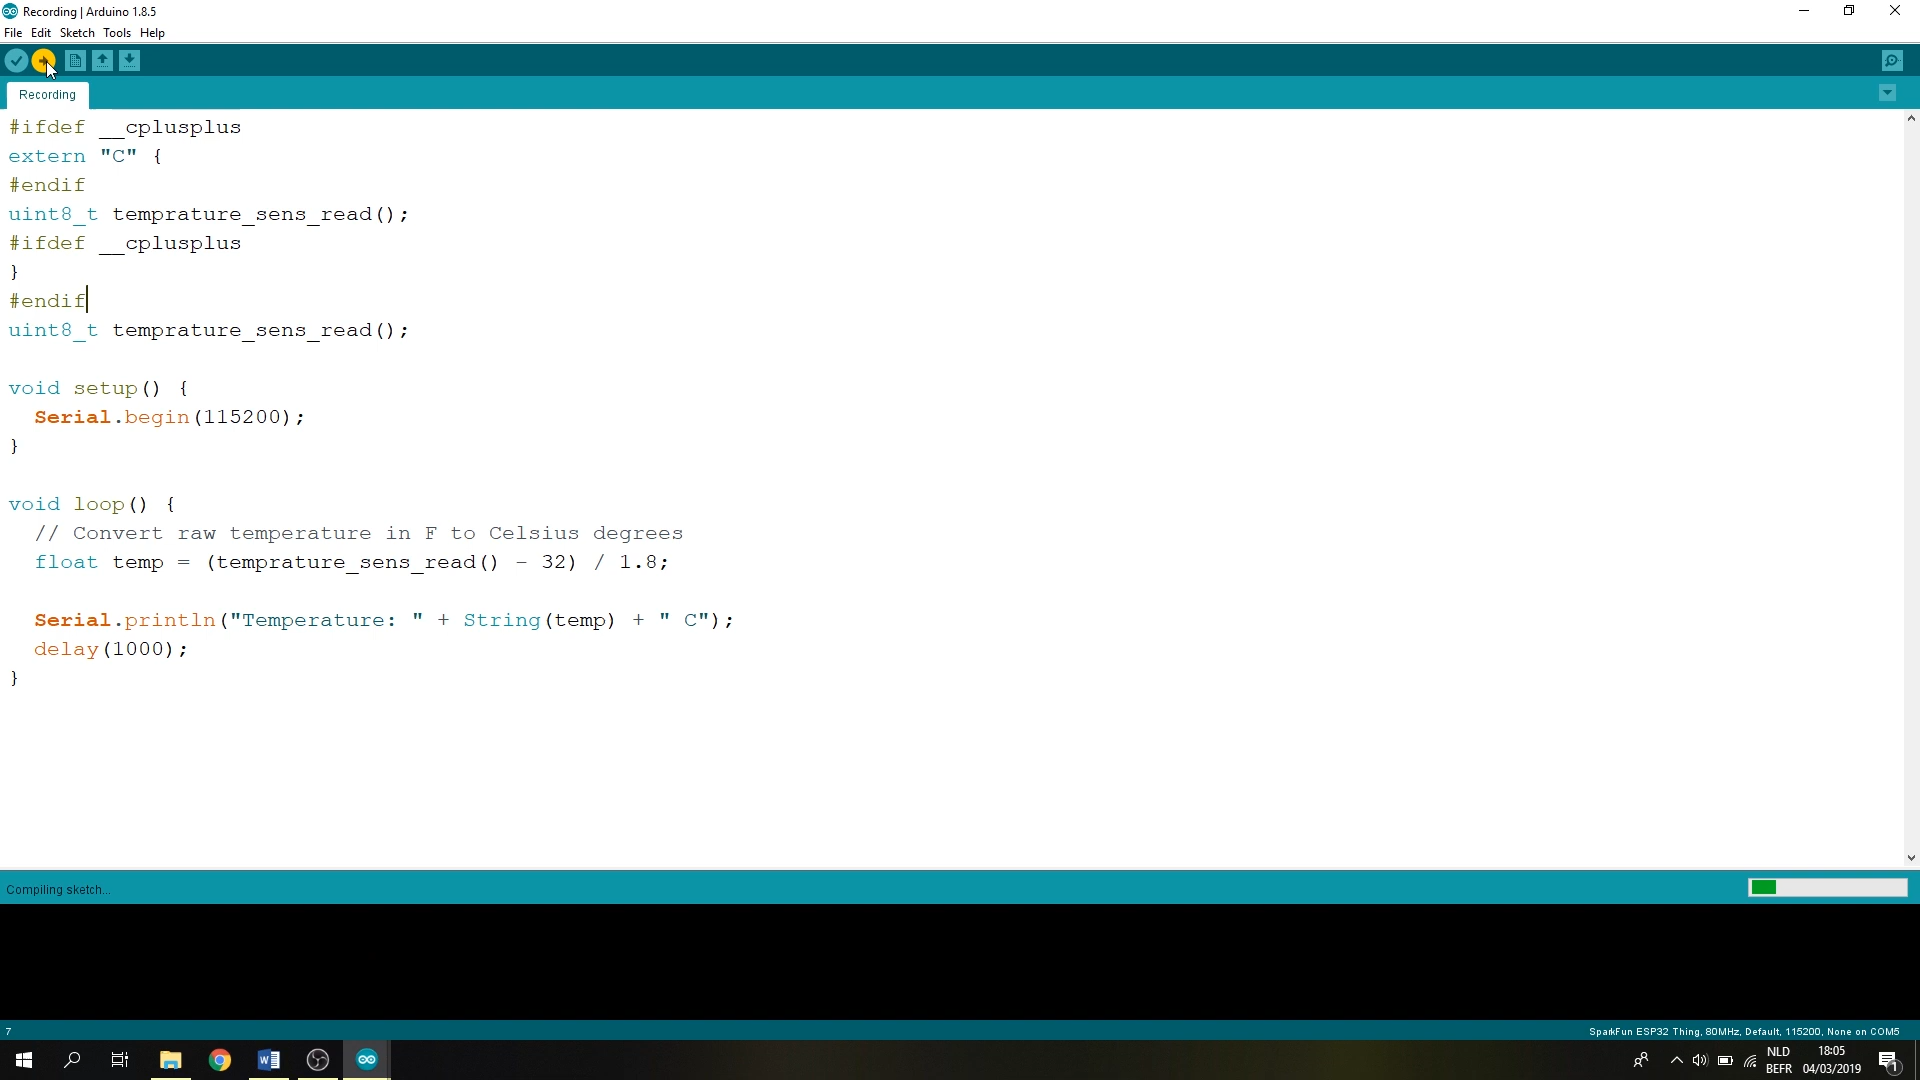 Recording | Arduino 1.8.5
File Edit Sketch Tools Help
Recording
#ifdef __cplusplus
extern "C" {
#endif
uint8_t temprature_sens_read();
#ifdef __cplusplus
}
#endif
uint8_t temprature_sens_read();
void setup() {
Serial.begin(115200);
}
void loop() {
// Convert raw temperature in F to Celsius degrees
float temp = (temprature_sens_read() - 32) / 1.8;
Serial.println("Temperature: " + String(temp) + " C");
delay(1000);
}
Compiling sketch...
7
SparkFun ESP32 Thing, 80MHz, Default, 115200, None on COM5
NLD 18:05
BEFR 04/03/2019
1